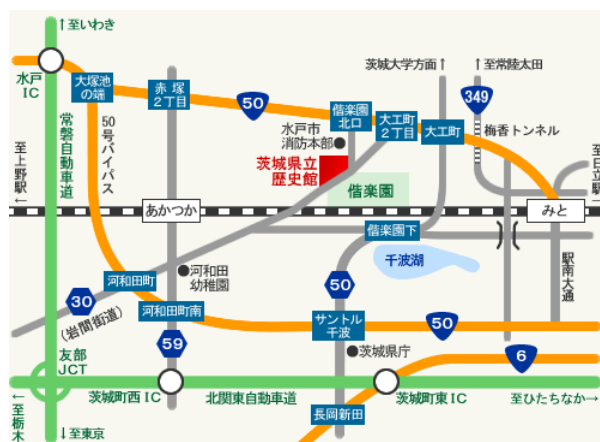 ↑至いわき
水戸
IC
大塚池
の端
赤塚
2丁目
50
偕楽園
北口
大工町
2丁目
大工町
茨城大学方面↑
↑至常陸太田
349
梅香トンネル
水戸市
消防本部
茨城県立
歴史館
偕楽園
常磐自動車道
50号バイパス
至上野駅←
至日立駅←
あかつか
みと
偕楽園下
千波湖
駅南大通
河和田町
河和田
幼稚園
河和田町南
30
(岩間街道)
50
サントル
千波
50
59
茨城県庁
6
友部
JCT
茨城町西IC
北関東自動車道
茨城町東IC
至ひたちなか→
長岡新田
←至栃木
↓至東京